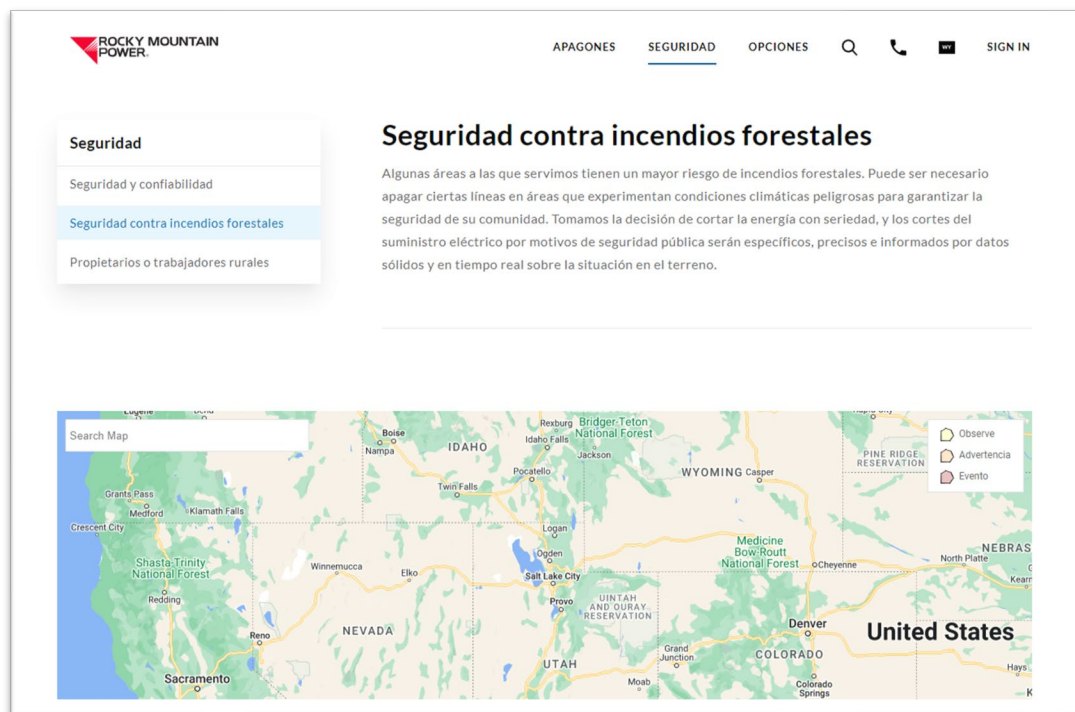 ROCKY MOUNTAIN
POWER.
APAGONES
SEGURIDAD
OPCIONES
WY
SIGN IN
Seguridad
Seguridad y confiabilidad
Seguridad contra incendios forestales
Propietarios o trabajadores rurales
Seguridad contra incendios forestales
Algunas áreas a las que servimos tienen un mayor riesgo de incendios forestales. Puede ser necesario
apagar ciertas líneas en áreas que experimentan condiciones climáticas peligrosas para garantizar la
seguridad de su comunidad. Tomamos la decisión de cortar la energía con seriedad, y los cortes del
suministro eléctrico por motivos de seguridad pública serán específicos, precisos e informados por datos
sólidos y en tiempo real sobre la situación en el terreno.
Search Map
Observe
Advertencia
Evento
Rexburg
Bridger-Teton
National Forest
Boise
Nampa
IDAHO
Idaho Falls
Jackson
Pocatello
WYOMING
Casper
PINE RIDGE
RESERVATION
Twin Falls
Grants Pass
Medford
Klamath Falls
Crescent City
Logan
Ogden
Medicine
Bow-Routt
National Forest
Cheyenne
North Platte
NEBRAS
Shasta-Trinity
National Forest
Winnemucca
Elko
Salt Lake City
Kearn
Redding
Provo
UINTAH
AND OURAY
RESERVATION
Reno
NEVADA
Denver
United States
Grand
Junction
COLORADO
UTAH
Sacramento
Moab
Colorado
Springs
Hays